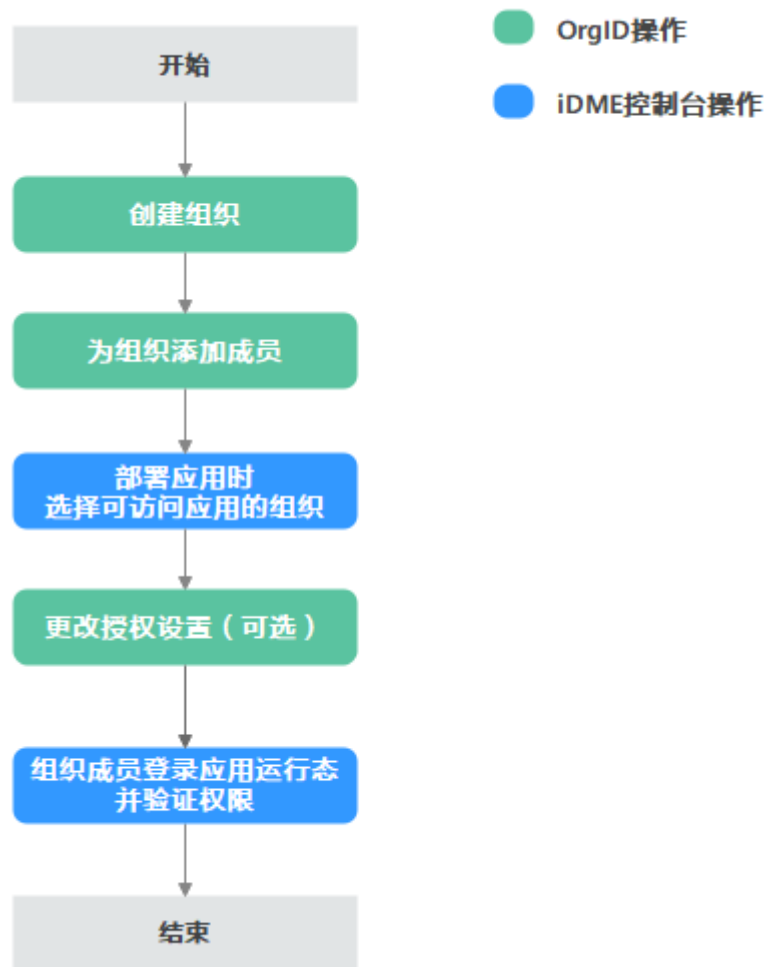 开始
创建组织
为组织添加成员
部署应用时
选择可访问应用的组织
更改授权设置（可选）
组织成员登录应用运行态
并验证权限
结束
OrgID操作
iDME控制台操作